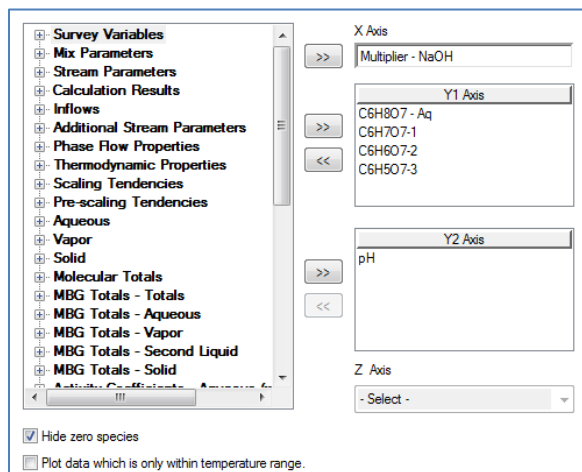 Survey Variables
Mix Parameters
Stream Parameters
Calculation Results
Inflows
Additional Stream Parameters
Phase Flow Properties
Thermodynamic Properties
Scaling Tendencies
Pre-scaling Tendencies
Aqueous
Vapor
Solid
Molecular Totals
MBG Totals - Totals
MBG Totals - Aqueous
MBG Totals - Vapor
MBG Totals - Second Liquid
MBG Totals - Solid
X Axis
>>
Multiplier - NaOH
Y1 Axis
>>
<<
C6H8O7 - Aq
C6H7O7-1
C6H6O7-2
C6H5O7-3
Y2 Axis
>>
<<
pH
Z Axis
- Select -
Hide zero species
Plot data which is only within temperature range.